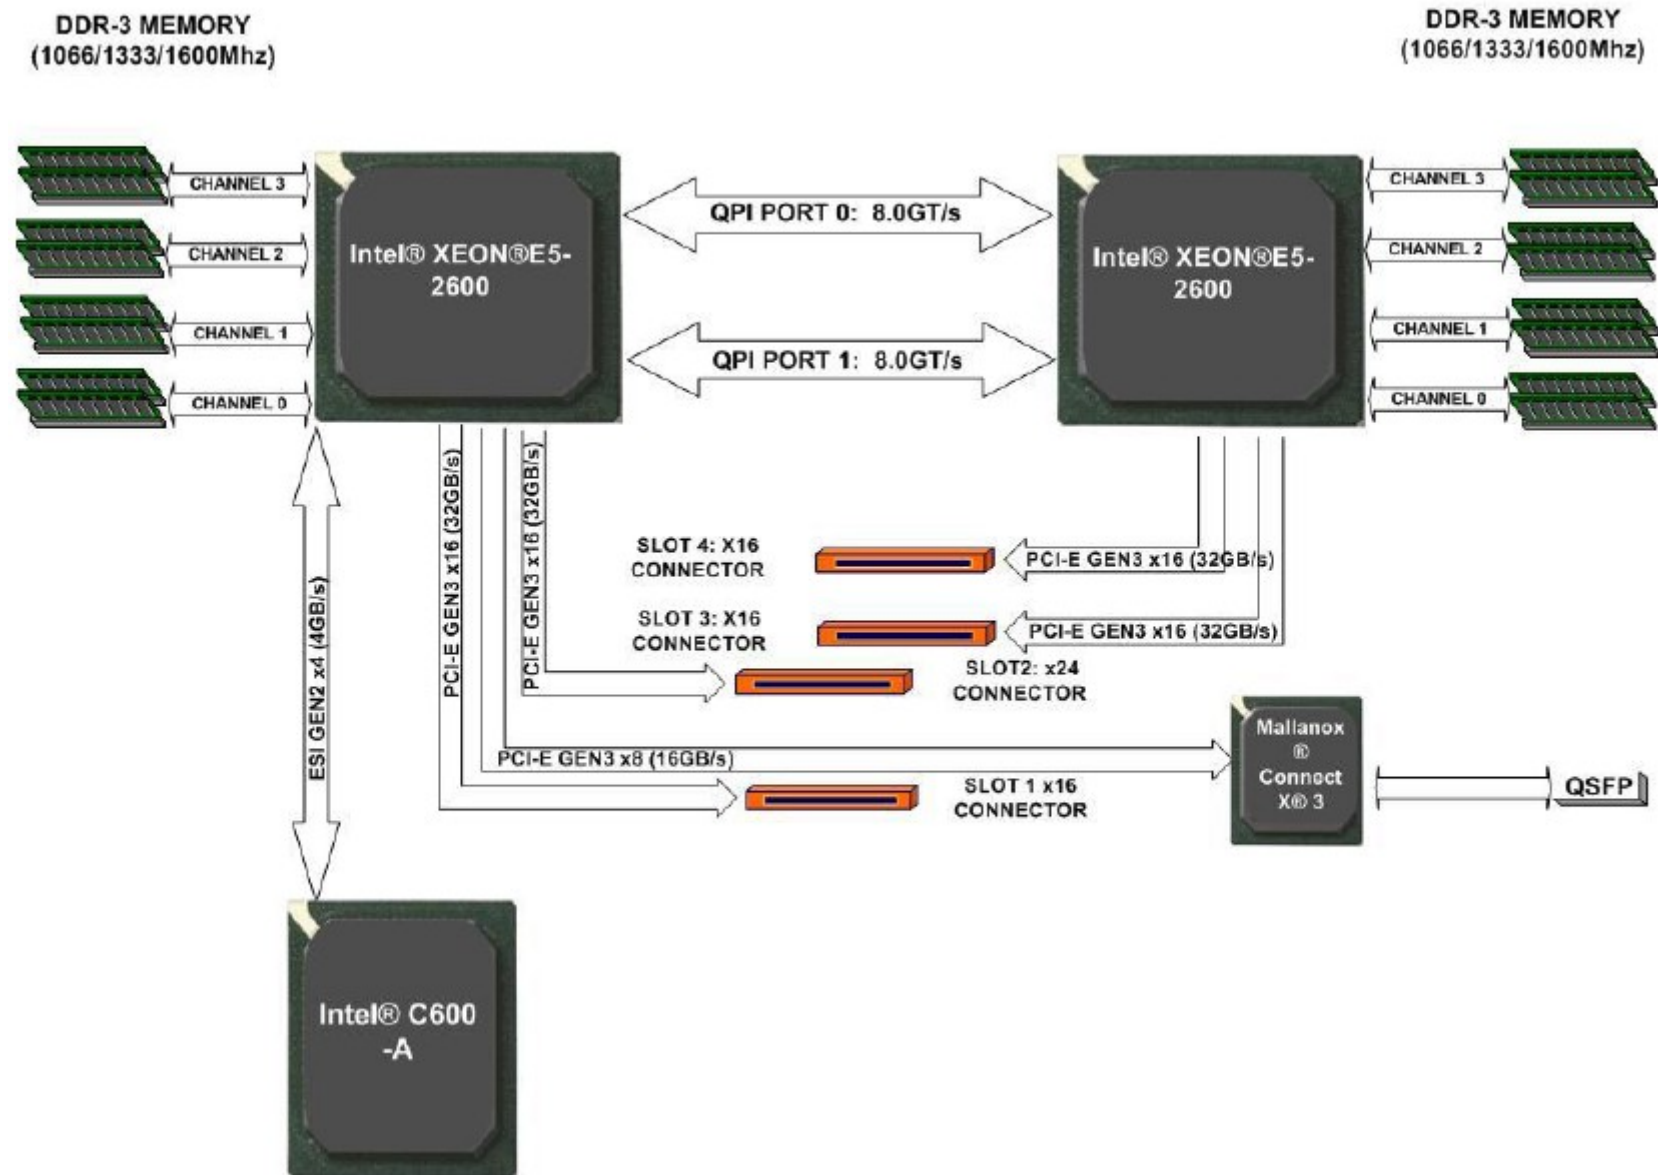 DDR-3 MEMORY
(1066/1333/1600Mhz)
DDR-3 MEMORY
(1066/1333/1600Mhz)
CHANNEL 3
CHANNEL 2
CHANNEL 1
CHANNEL 0
Intel® XEON®E5-
2600
QPI PORT 0: 8.0GT/s
QPI PORT 1: 8.0GT/s
Intel® XEON®E5-
2600
CHANNEL 3
CHANNEL 2
CHANNEL 1
CHANNEL 0
ESI GEN2 x4 (4GB/s)
PCI-E GEN3 x16 (32GB/s)
PCI-E GEN3 x16 (32GB/s)
SLOT 4: X16
CONNECTOR
PCI-E GEN3 x16 (32GB/s)
SLOT 3: X16
CONNECTOR
PCI-E GEN3 x16 (32GB/s)
SLOT2: x24
CONNECTOR
PCI-E GEN3 x8 (16GB/s)
SLOT 1 x16
CONNECTOR
Mallanox
®
Connect
X® 3
QSFP
Intel® C600
-A